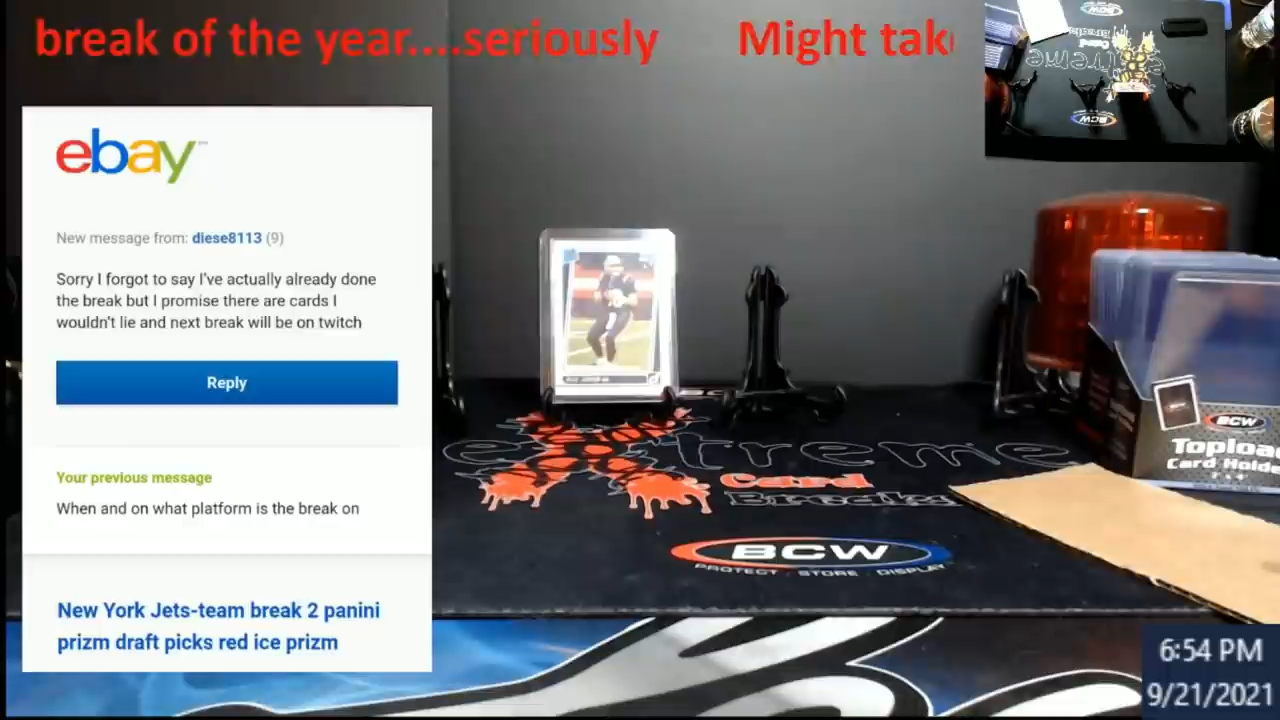 break of the year....seriously Might tak
ebay
New message from: diese8113 (9)
Sorry I forgot to say I've actually already done
the break but I promise there are cards I
wouldn't lie and next break will be on twitch
Reply
Your previous message
When and on what platform is the break on
New York Jets-team break 2 panini
prizm draft picks red ice prizm
extreme
Card
Breaks
BCW
PROTECT · STORE · DISPLAY
BCW
Topload
Card Holde
6:54 PM
9/21/2021